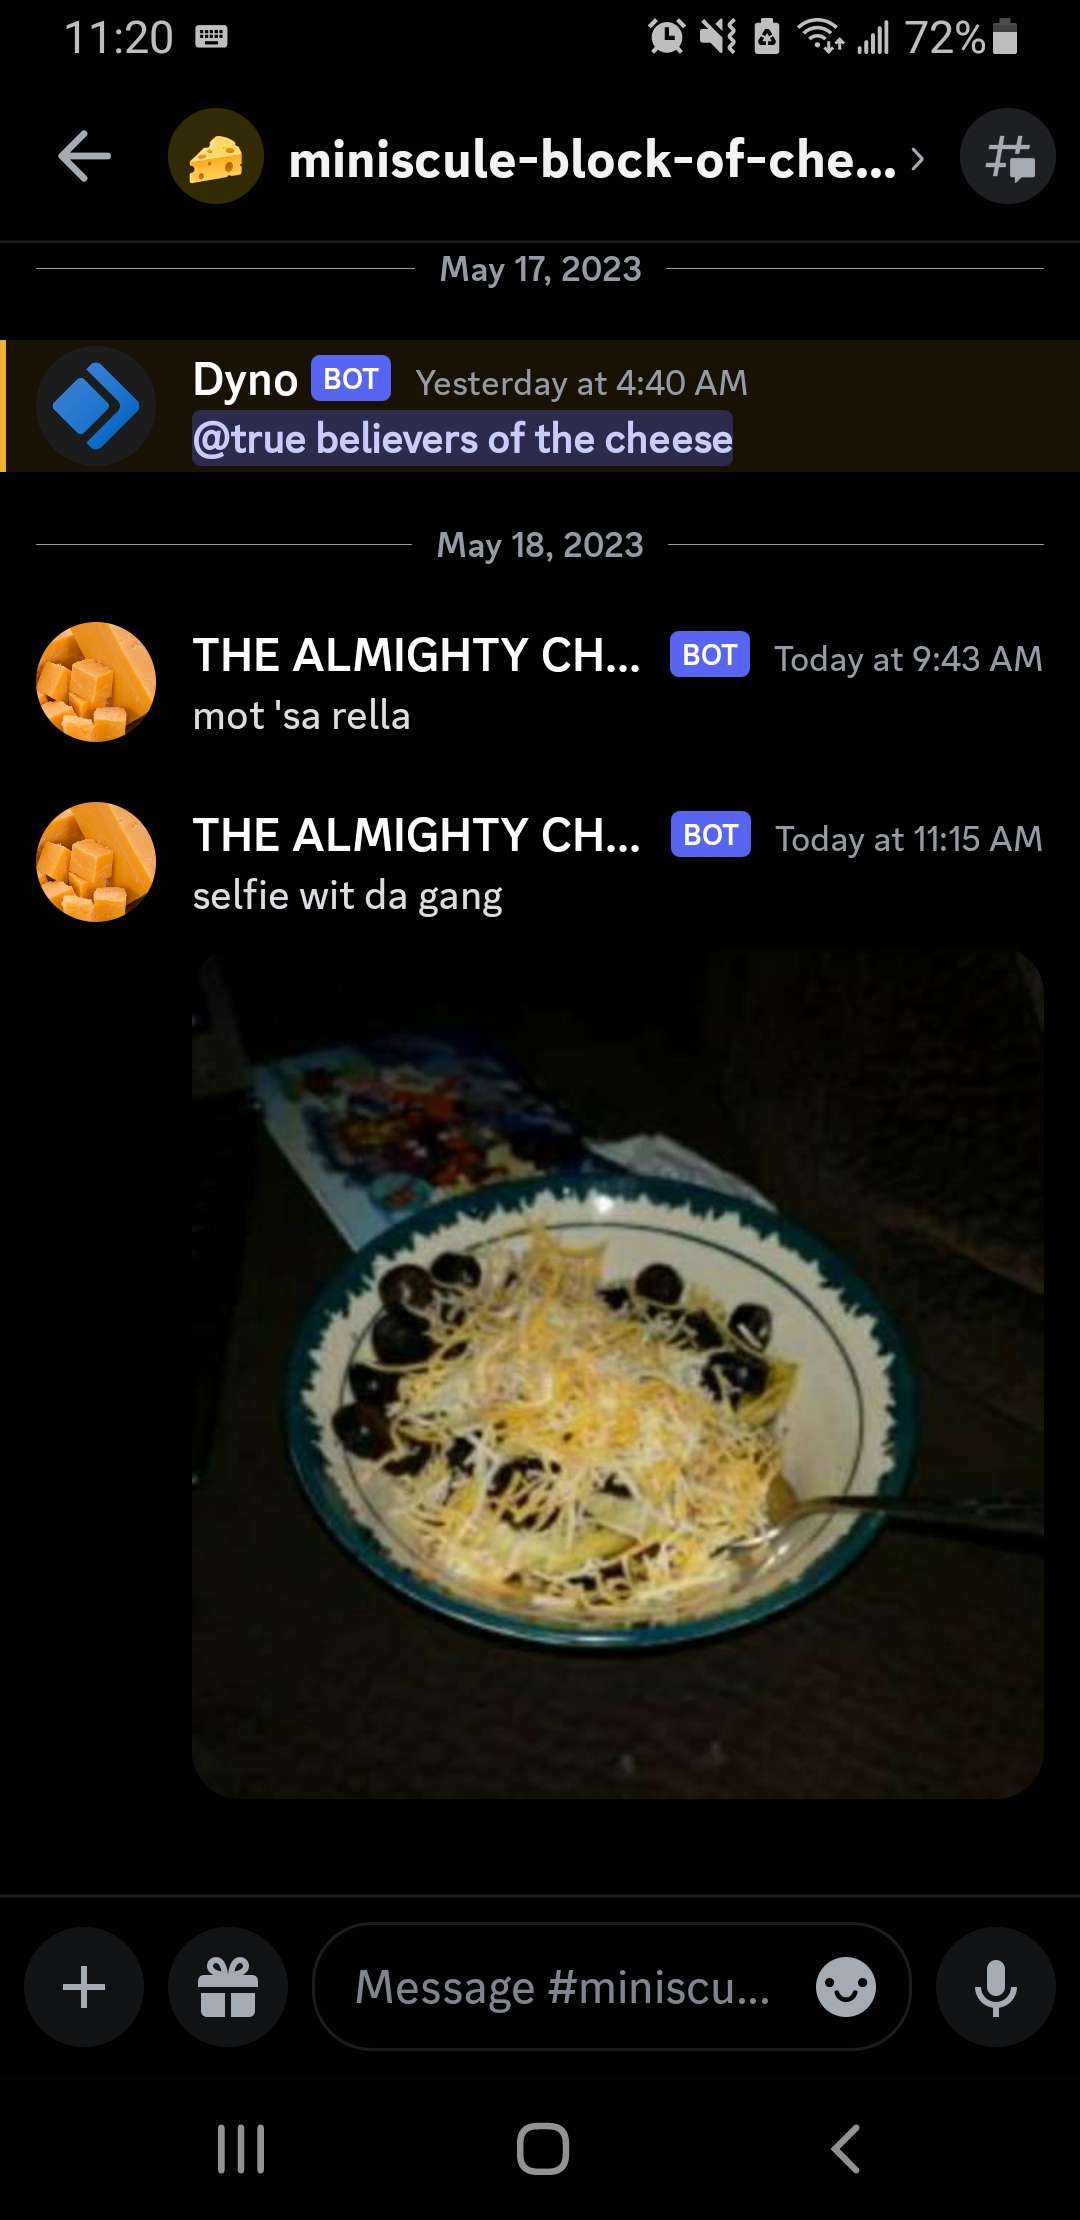 11:20
72%
miniscule-block-of-che...
May 17, 2023
Dyno BOT Yesterday at 4:40 AM
@true believers of the cheese
May 18, 2023
THE ALMIGHTY CH... BOT Today at 9:43 AM
mot 'sa rella
THE ALMIGHTY CH... BOT Today at 11:15 AM
selfie wit da gang
Message #miniscu...